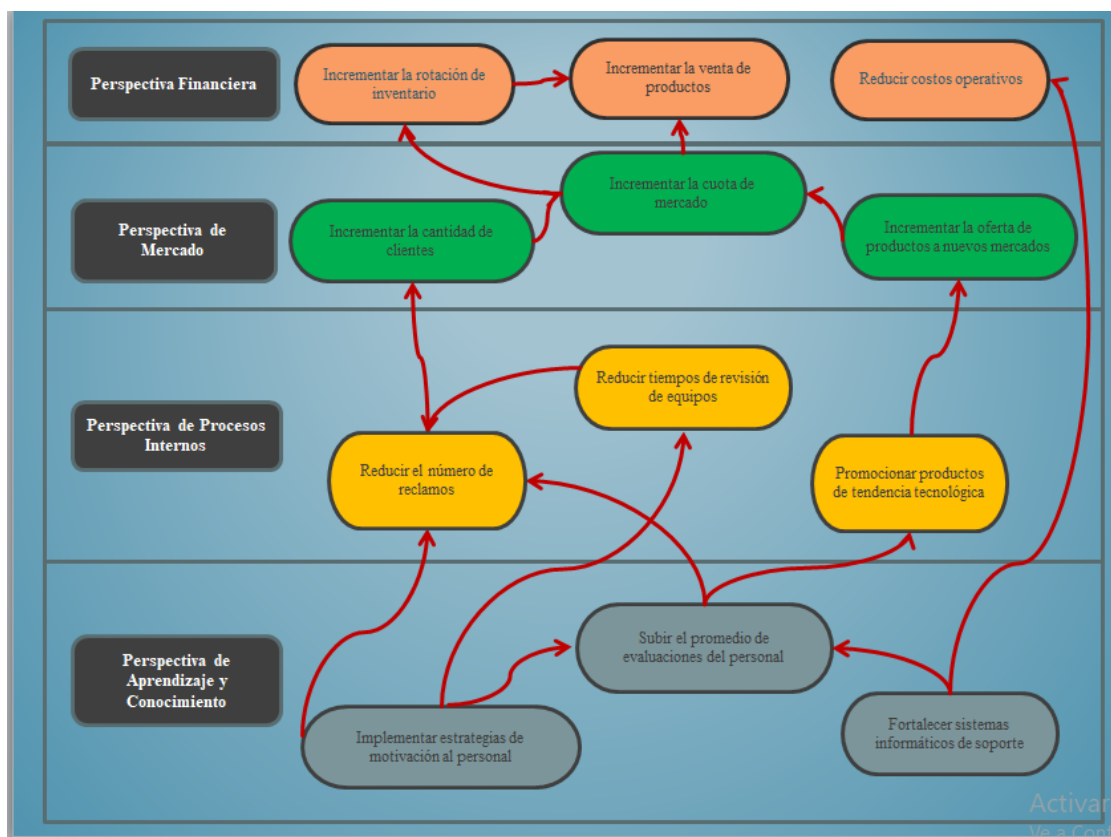 Perspectiva Financiera
Incrementar la rotación de
inventario
Incrementar la venta de
productos
Reducir costos operativos
Perspectiva de
Mercado
Incrementar la cantidad de
clientes
Incrementar la cuota de
mercado
Incrementar la oferta de
productos a nuevos mercados
Perspectiva de Procesos
Internos
Reducir el número de
reclamos
Reducir tiempos de revisión
de equipos
Promocionar productos
de tendencia tecnológica
Perspectiva de
Aprendizaje y
Conocimiento
Implementar estrategias de
motivación al personal
Subir el promedio de
evaluaciones del personal
Fortalecer sistemas
informáticos de soporte
Activar
Ve a Con